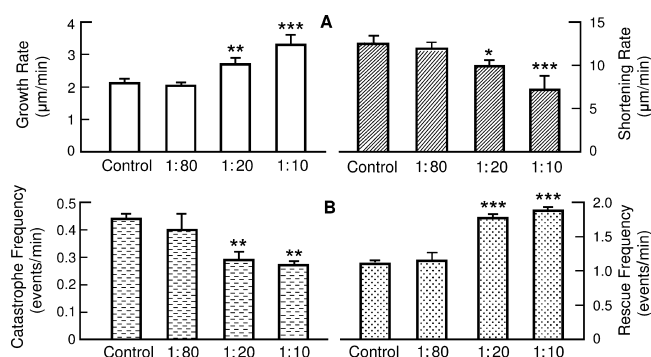 A
Growth Rate
(µm/min)
4
3
2
1
0
**
***
Control 1:80 1:20 1:10
*
***
Control 1:80 1:20 1:10
15
10
5
0
Shortening Rate
(µm/min)
B
Catastrophe Frequency
(events/min)
0.5
0.4
0.3
0.2
0.1
0
**
**
Control 1:80 1:20 1:10
***
***
Control 1:80 1:20 1:10
2.0
1.5
1.0
0.5
0
Rescue Frequency
(events/min)